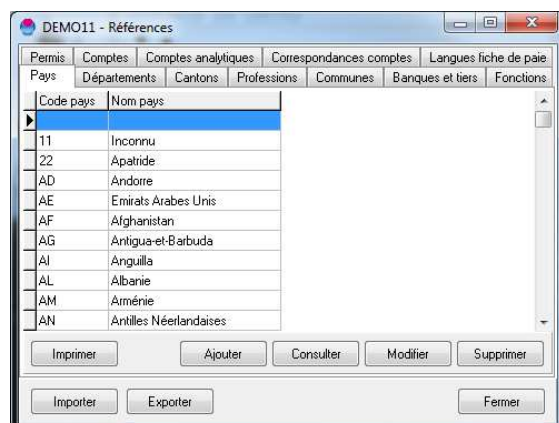 DEMO11 - Références
Permis Comptes Comptes analytiques Correspondances comptes Langues fiche de paie
Pays Départements Cantons Professions Communes Banques et tiers Fonctions
Code pays Nom pays
11 Inconnu
22 Apatride
AD Andorre
AE Emirats Arabes Unis
AF Afghanistan
AG Antigua-et-Barbuda
AI Anguilla
AL Albanie
AM Arménie
AN Antilles Néerlandaises
Imprimer Ajouter Consulter Modifier Supprimer
Importer Exporter Fermer